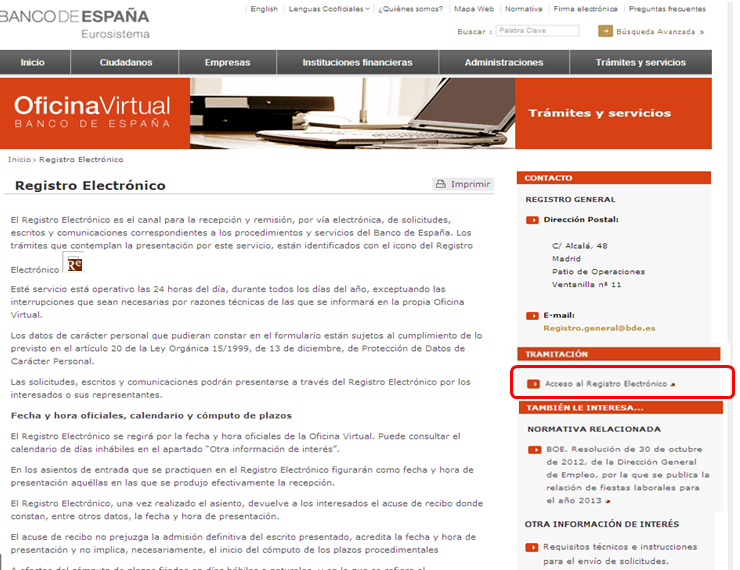 BANCO DE ESPAÑA
Eurosistema
English | Lenguas Cooficiales | ¿Quiénes somos? | Mapa Web | Normativa | Firma electrónica | Preguntas frecuentes
Buscar : Palabra Clave Búsqueda Avanzada »
Inicio Ciudadanos Empresas Instituciones financieras Administraciones Trámites y servicios
OficinaVirtual
BANCO DE ESPAÑA
Trámites y servicios
Inicio > Registro Electrónico
Registro Electrónico
Imprimir
El Registro Electrónico es el canal para la recepción y remisión, por vía electrónica, de solicitudes,
escritos y comunicaciones correspondientes a los procedimientos y servicios del Banco de España. Los
trámites que contemplan la presentación por este servicio, están identificados con el icono del Registro
Electrónico Re
Esté servicio está operativo las 24 horas del día, durante todos los días del año, exceptuando las
interrupciones que sean necesarias por razones técnicas de las que se informará en la propia Oficina
Virtual.
Los datos de carácter personal que pudieran constar en el formulario están sujetos al cumplimiento de lo
previsto en el artículo 20 de la Ley Orgánica 15/1999, de 13 de diciembre, de Protección de Datos de
Carácter Personal.
Las solicitudes, escritos y comunicaciones podrán presentarse a través del Registro Electrónico por los
interesados o sus representantes.
Fecha y hora oficiales, calendario y cómputo de plazos
El Registro Electrónico se regirá por la fecha y hora oficiales de la Oficina Virtual. Puede consultar el
calendario de días inhábiles en el apartado "Otra información de interés".
En los asientos de entrada que se practiquen en el Registro Electrónico figurarán como fecha y hora de
presentación aquéllas en las que se produjo efectivamente la recepción.
El Registro Electrónico, una vez realizado el asiento, devuelve a los interesados el acuse de recibo donde
constan, entre otros datos, la fecha y hora de presentación.
El acuse de recibo no prejuzga la admisión definitiva del escrito presentado, acredita la fecha y hora de
presentación y no implica, necesariamente, el inicio del cómputo de los plazos procedimentales
CONTACTO
REGISTRO GENERAL
Dirección Postal:
C/ Alcalá, 48
Madrid
Patio de Operaciones
Ventanilla nº 11
E-mail:
Registro.general@bde.es
TRAMITACIÓN
Acceso al Registro Electrónico
TAMBIÉN LE INTERESA...
NORMATIVA RELACIONADA
BOE. Resolución de 30 de octubre
de 2012, de la Dirección General
de Empleo, por la que se publica la
relación de fiestas laborales para
el año 2013
OTRA INFORMACIÓN DE INTERÉS
Requisitos técnicos e instrucciones
para el envío de solicitudes,